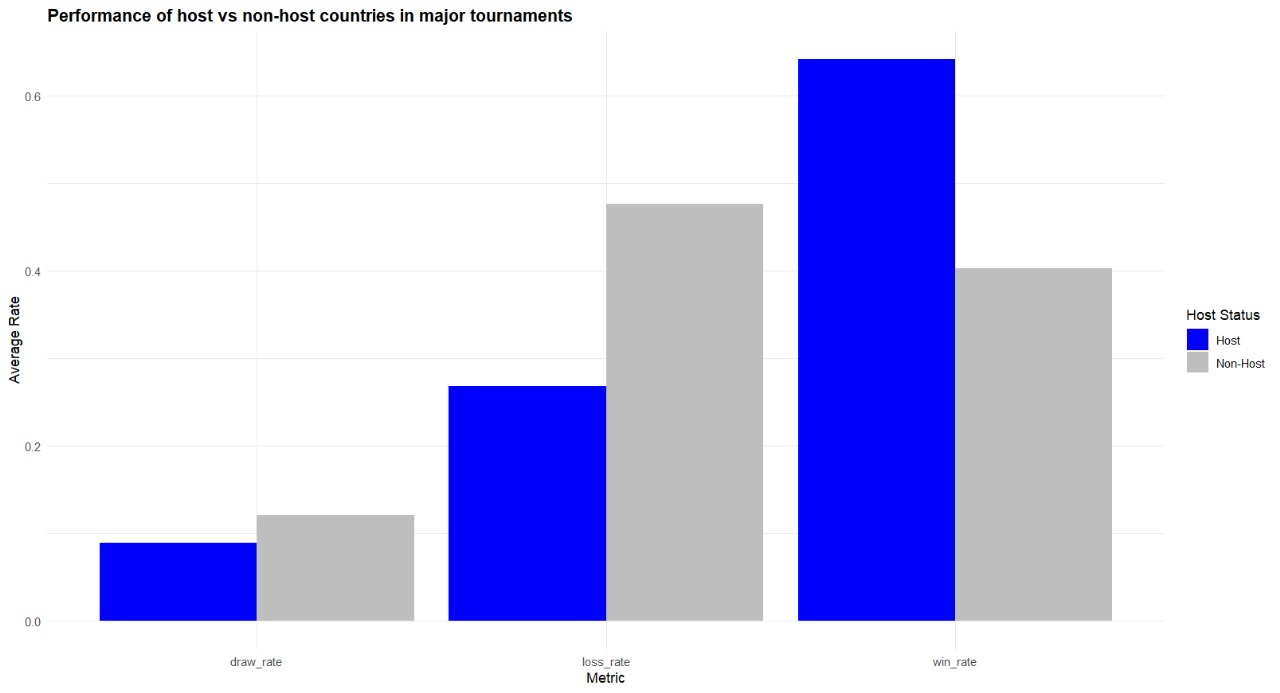 Performance of host vs non-host countries in major tournaments
0.6
0.4
0.2
0.0
Average Rate
draw_rate
loss_rate
win_rate
Metric
Host Status
Host
Non-Host